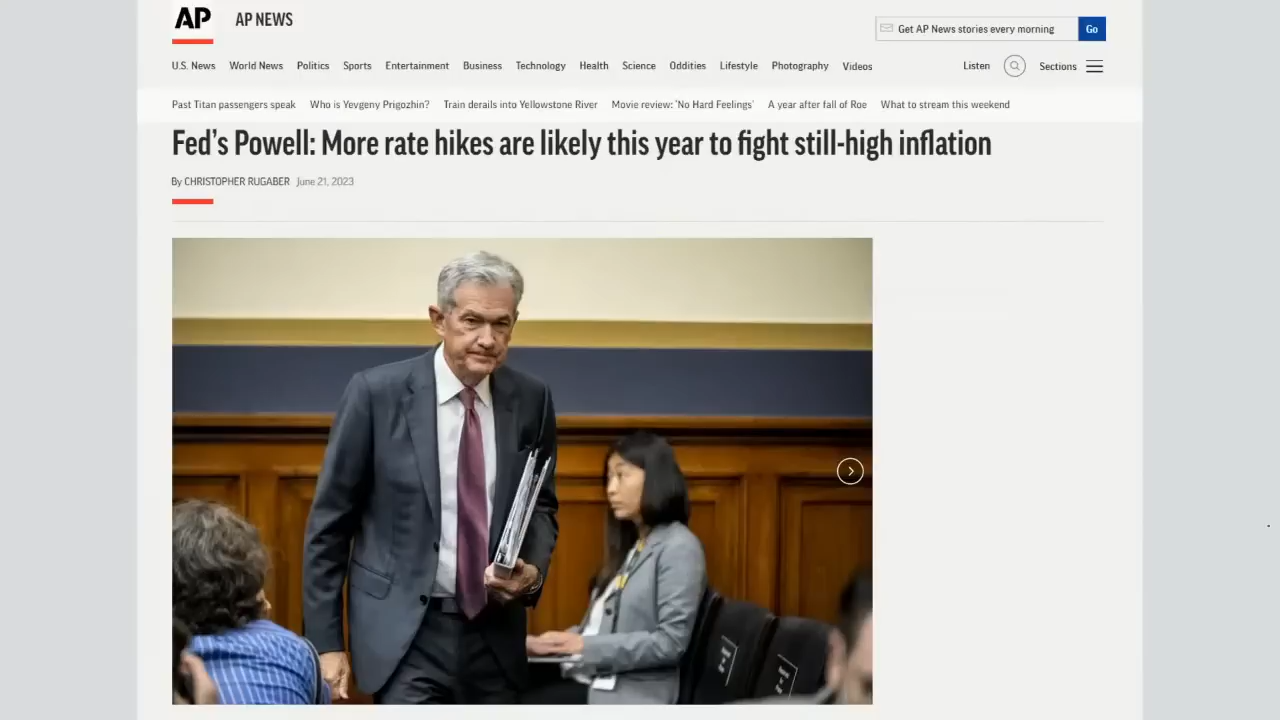 AP AP NEWS
Get AP News stories every morning Go
U.S. News World News Politics Sports Entertainment Business Technology Health Science Oddities Lifestyle Photography Videos Listen Sections
Past Titan passengers speak Who is Yevgeny Prigozhin? Train derails into Yellowstone River Movie review: 'No Hard Feelings' A year after fall of Roe What to stream this weekend
Fed's Powell: More rate hikes are likely this year to fight still-high inflation
By CHRISTOPHER RUGABER June 21, 2023